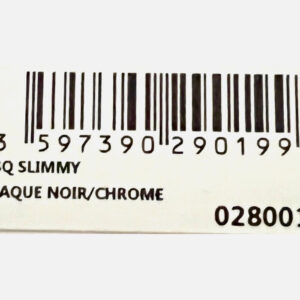 3 597390 290199
SQ SLIMMY
AQUE NOIR/CHROME
028001